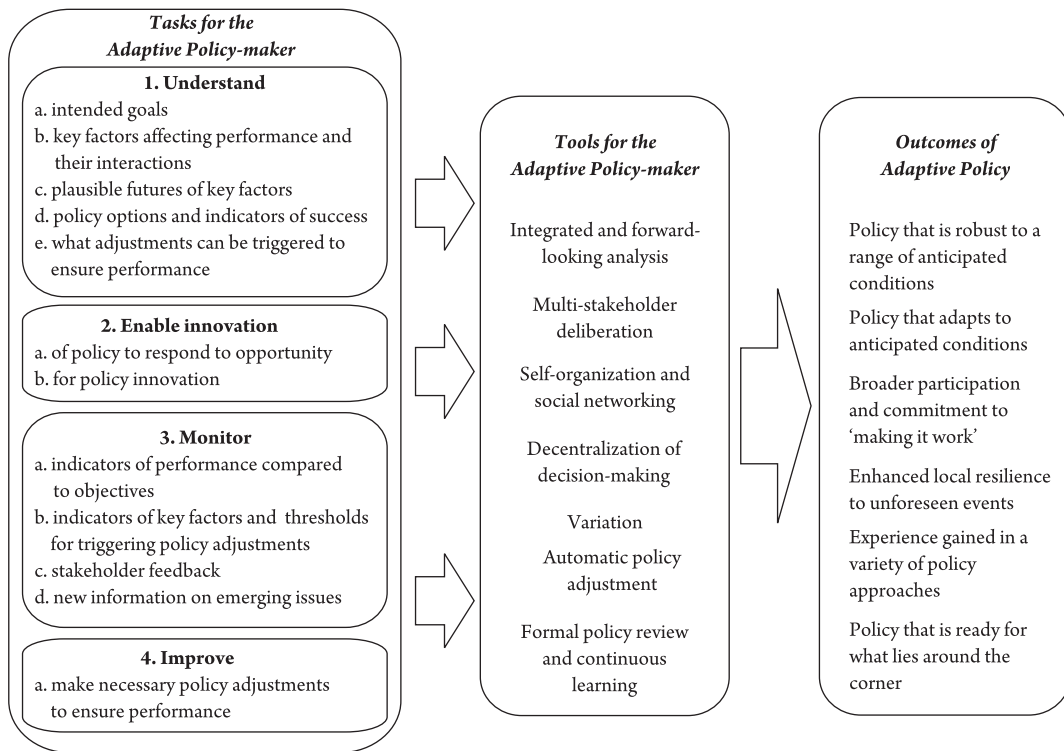 Tasks for the
Adaptive Policy-maker
1. Understand
a. intended goals
b. key factors affecting performance and
their interactions
c. plausible futures of key factors
d. policy options and indicators of success
e. what adjustments can be triggered to
ensure performance
2. Enable innovation
a. of policy to respond to opportunity
b. for policy innovation
3. Monitor
a. indicators of performance compared
to objectives
b. indicators of key factors and thresholds
for triggering policy adjustments
c. stakeholder feedback
d. new information on emerging issues
4. Improve
a. make necessary policy adjustments
to ensure performance
Tools for the
Adaptive Policy-maker
Integrated and forward-
looking analysis
Multi-stakeholder
deliberation
Self-organization and
social networking
Decentralization of
decision-making
Variation
Automatic policy
adjustment
Formal policy review
and continuous
learning
Outcomes of
Adaptive Policy
Policy that is robust to a
range of anticipated
conditions
Policy that adapts to
anticipated conditions
Broader participation
and commitment to
‘making it work’
Enhanced local resilience
to unforeseen events
Experience gained in a
variety of policy
approaches
Policy that is ready for
what lies around the
corner